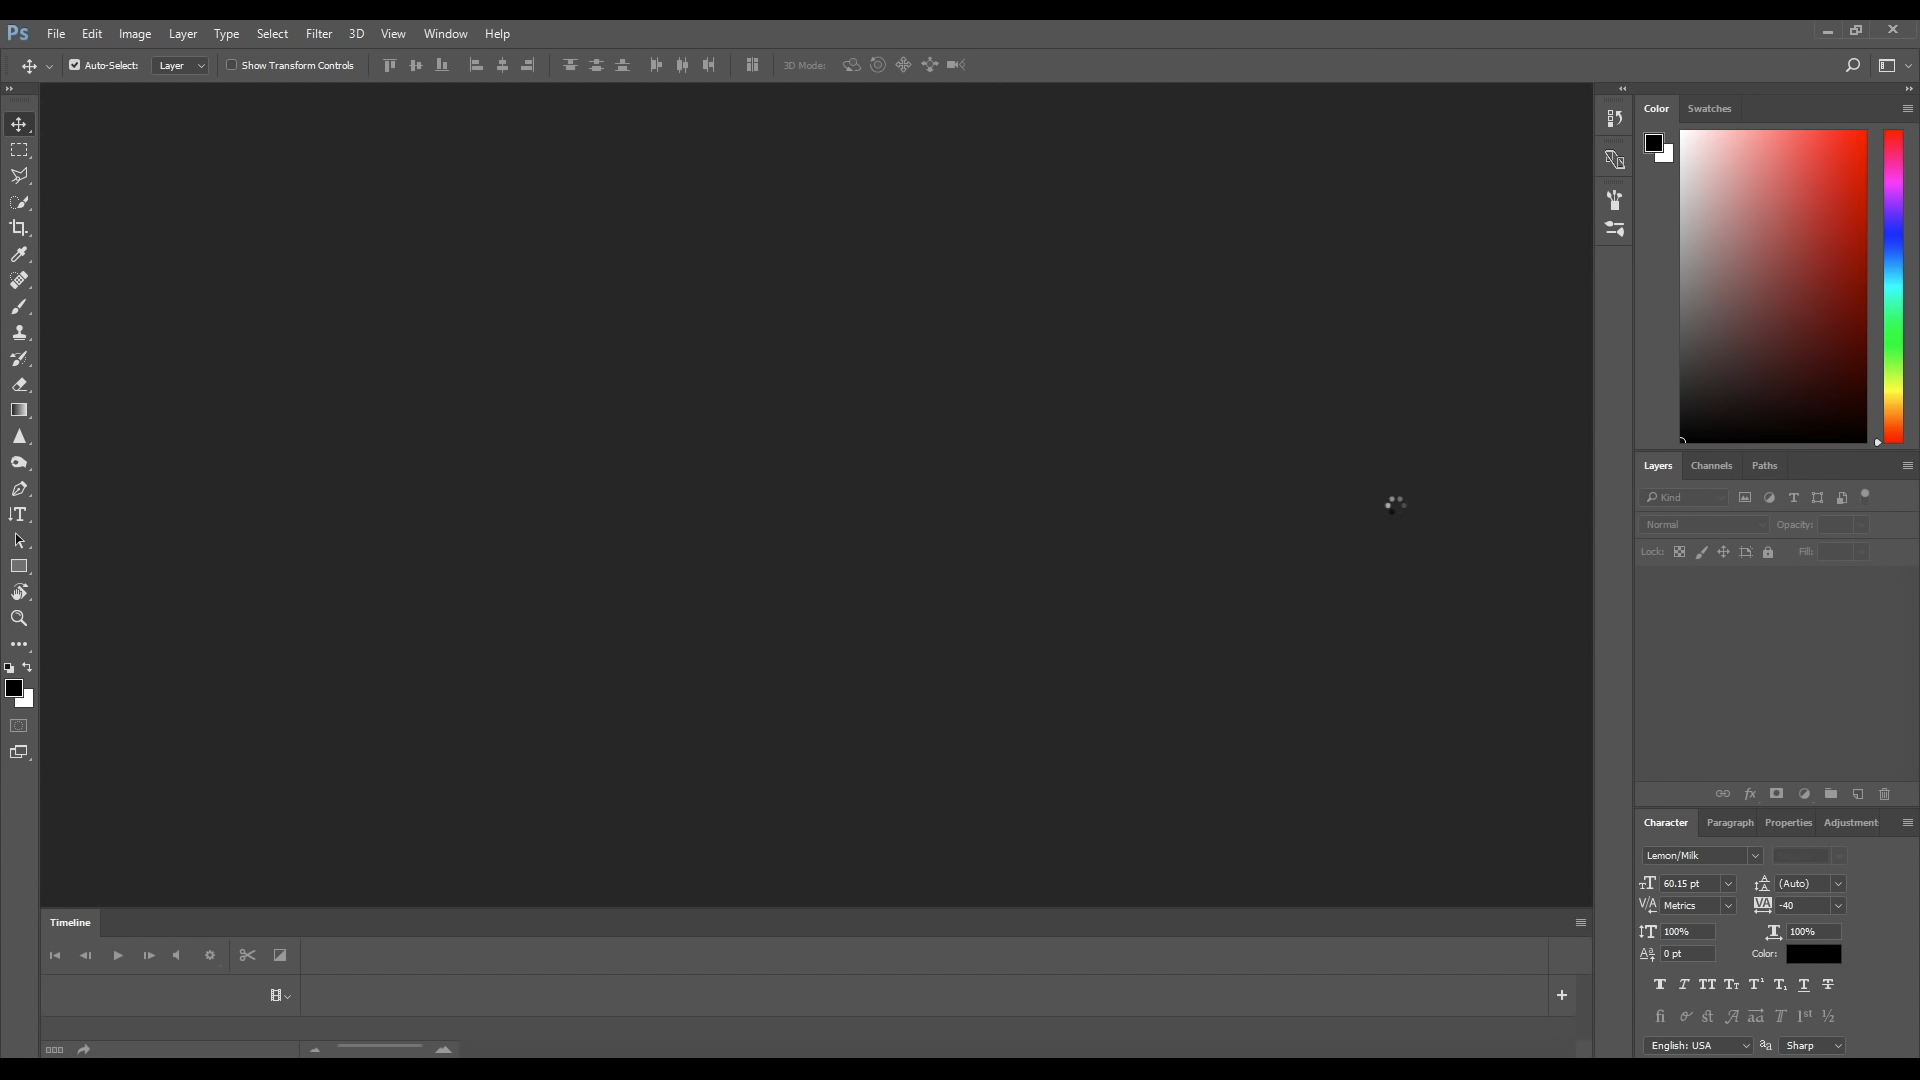 Ps File Edit Image Layer Type Select Filter 3D View Window Help
Auto-Select: Layer Show Transform Controls 3D Mode:
Color Swatches
Layers Channels Paths
Kind
Normal Opacity:
Lock: Fill:
Character Paragraph Properties Adjustment
Lemon/Milk
60.15 pt (Auto)
Metrics -40
100% 100%
0 pt Color:
English: USA Sharp
Timeline